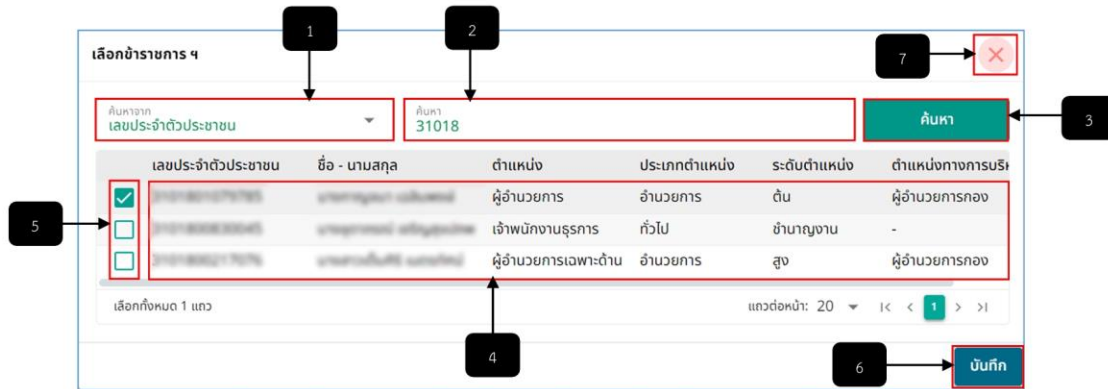 1
2
เลือกข้าราชการ ฯ
7
ค้นหาจาก
เลขประจำตัวประชาชน
ค้นหา
31018
ค้นหา
3
เลขประจำตัวประชาชน ชื่อ - นามสกุล ตำแหน่ง ประเภทตำแหน่ง ระดับตำแหน่ง ตำแหน่งทางการบริห
ผู้อำนวยการ อำนวยการ ต้น ผู้อำนวยการกอง
5
เจ้าพนักงานธุรการ ทั่วไป ชำนาญงาน -
ผู้อำนวยการเฉพาะด้าน อำนวยการ สูง ผู้อำนวยการกอง
เลือกทั้งหมด 1 แถว แถวต่อหน้า: 20 |< < 1 > >|
4
6
บันทึก